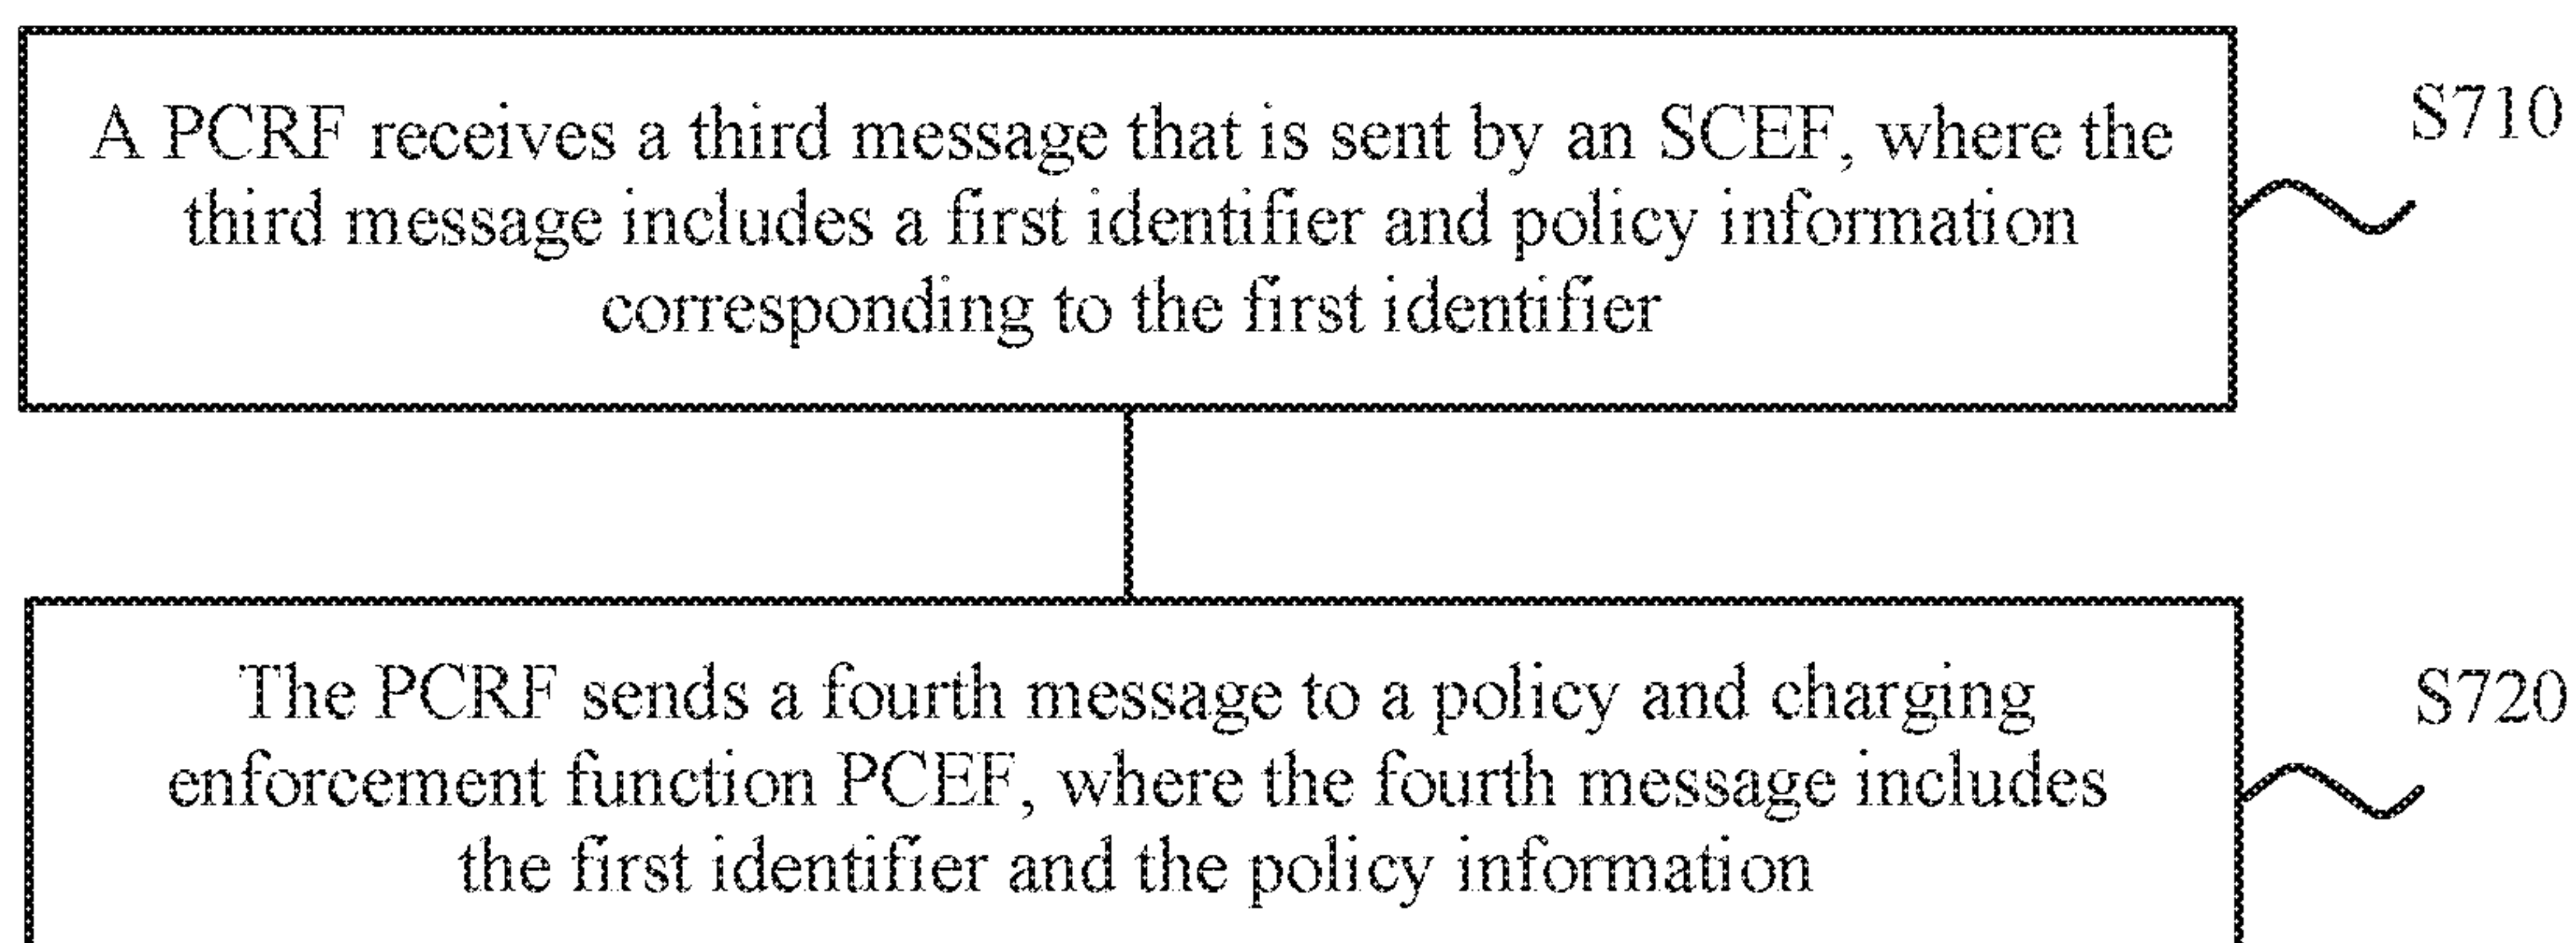 A PCRF receives a third message that is sent by an SCEF, where the
third message includes a first identifier and policy information
corresponding to the first identifier
S710
The PCRF sends a fourth message to a policy and charging
enforcement function PCEF, where the fourth message includes
the first identifier and the policy information
S720